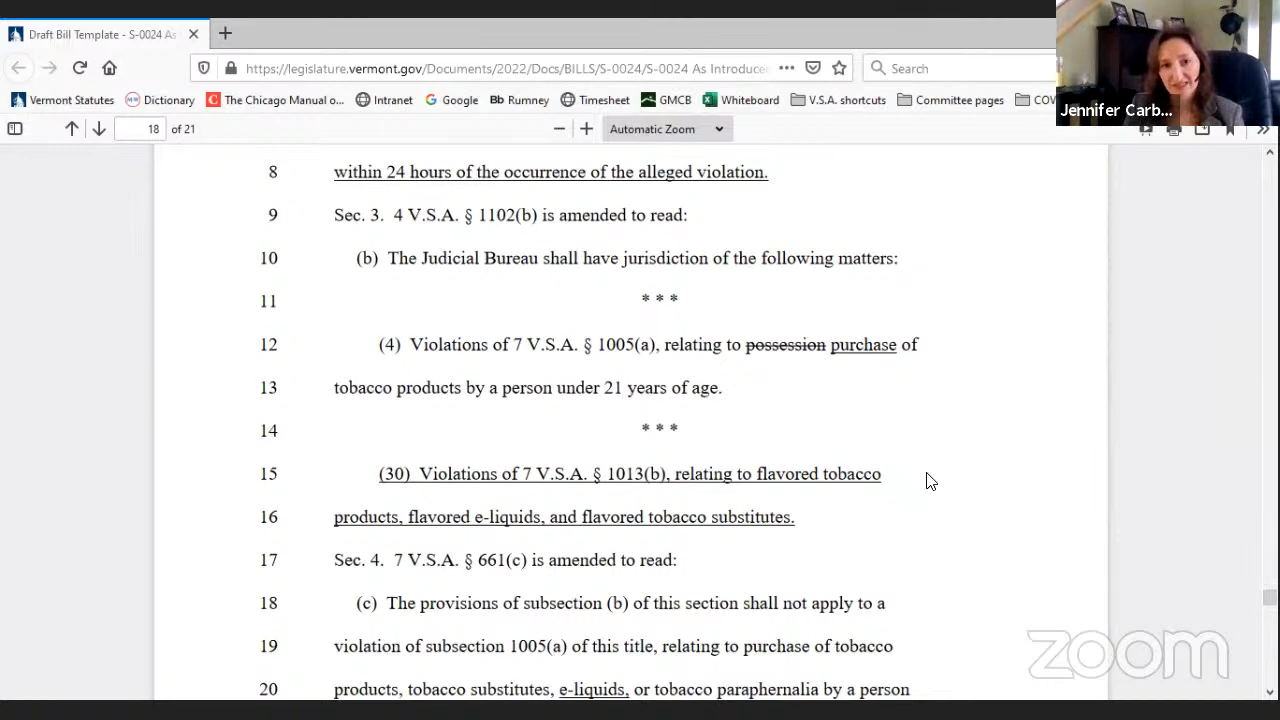 Draft Bill Template - S-0024 As
https://legislature.vermont.gov/Documents/2022/Docs/BILLS/S-0024/S-0024 As Introduce
Search
Vermont Statutes
Dictionary
The Chicago Manual o...
Intranet
Google
Bb Rumney
Timesheet
GMCB
Whiteboard
V.S.A. shortcuts
Committee pages
COV
Jennifer Carb...
18 of 21
Automatic Zoom
8 within 24 hours of the occurrence of the alleged violation.
9 Sec. 3. 4 V.S.A. § 1102(b) is amended to read:
10 (b) The Judicial Bureau shall have jurisdiction of the following matters:
11 * * *
12 (4) Violations of 7 V.S.A. § 1005(a), relating to possession purchase of
13 tobacco products by a person under 21 years of age.
14 * * *
15 (30) Violations of 7 V.S.A. § 1013(b), relating to flavored tobacco
16 products, flavored e-liquids, and flavored tobacco substitutes.
17 Sec. 4. 7 V.S.A. § 661(c) is amended to read:
18 (c) The provisions of subsection (b) of this section shall not apply to a
19 violation of subsection 1005(a) of this title, relating to purchase of tobacco
20 products, tobacco substitutes, e-liquids, or tobacco paraphernalia by a person
zoom